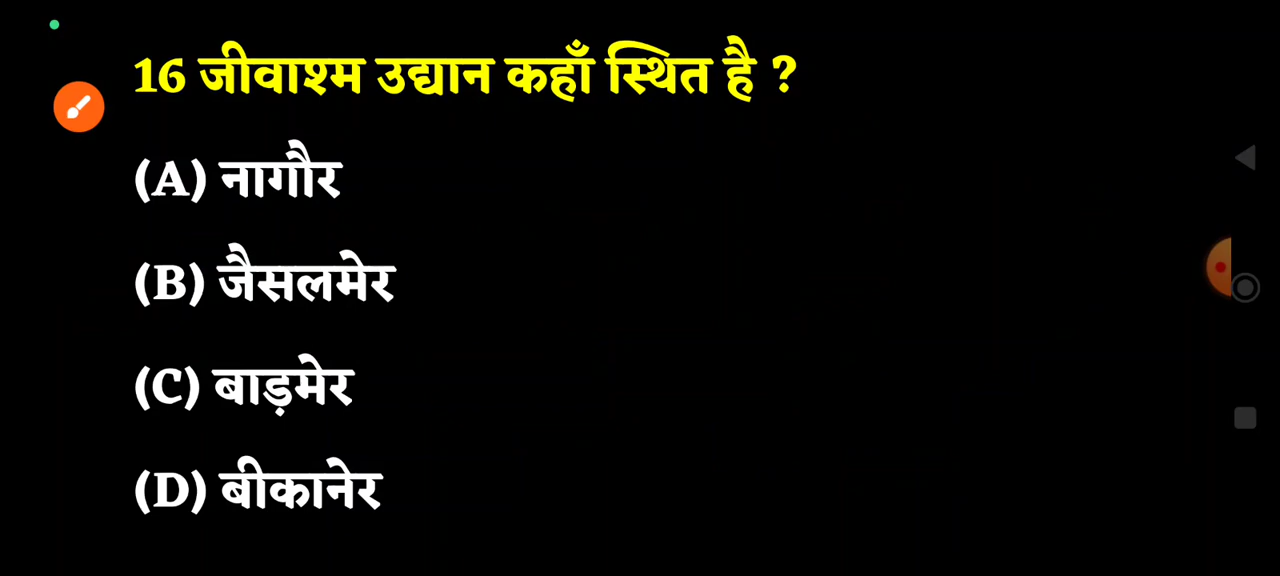 16 जीवाश्म उद्यान कहाँ स्थित है ?
(A) नागौर
(B) जैसलमेर
(C) बाड़मेर
(D) बीकानेर